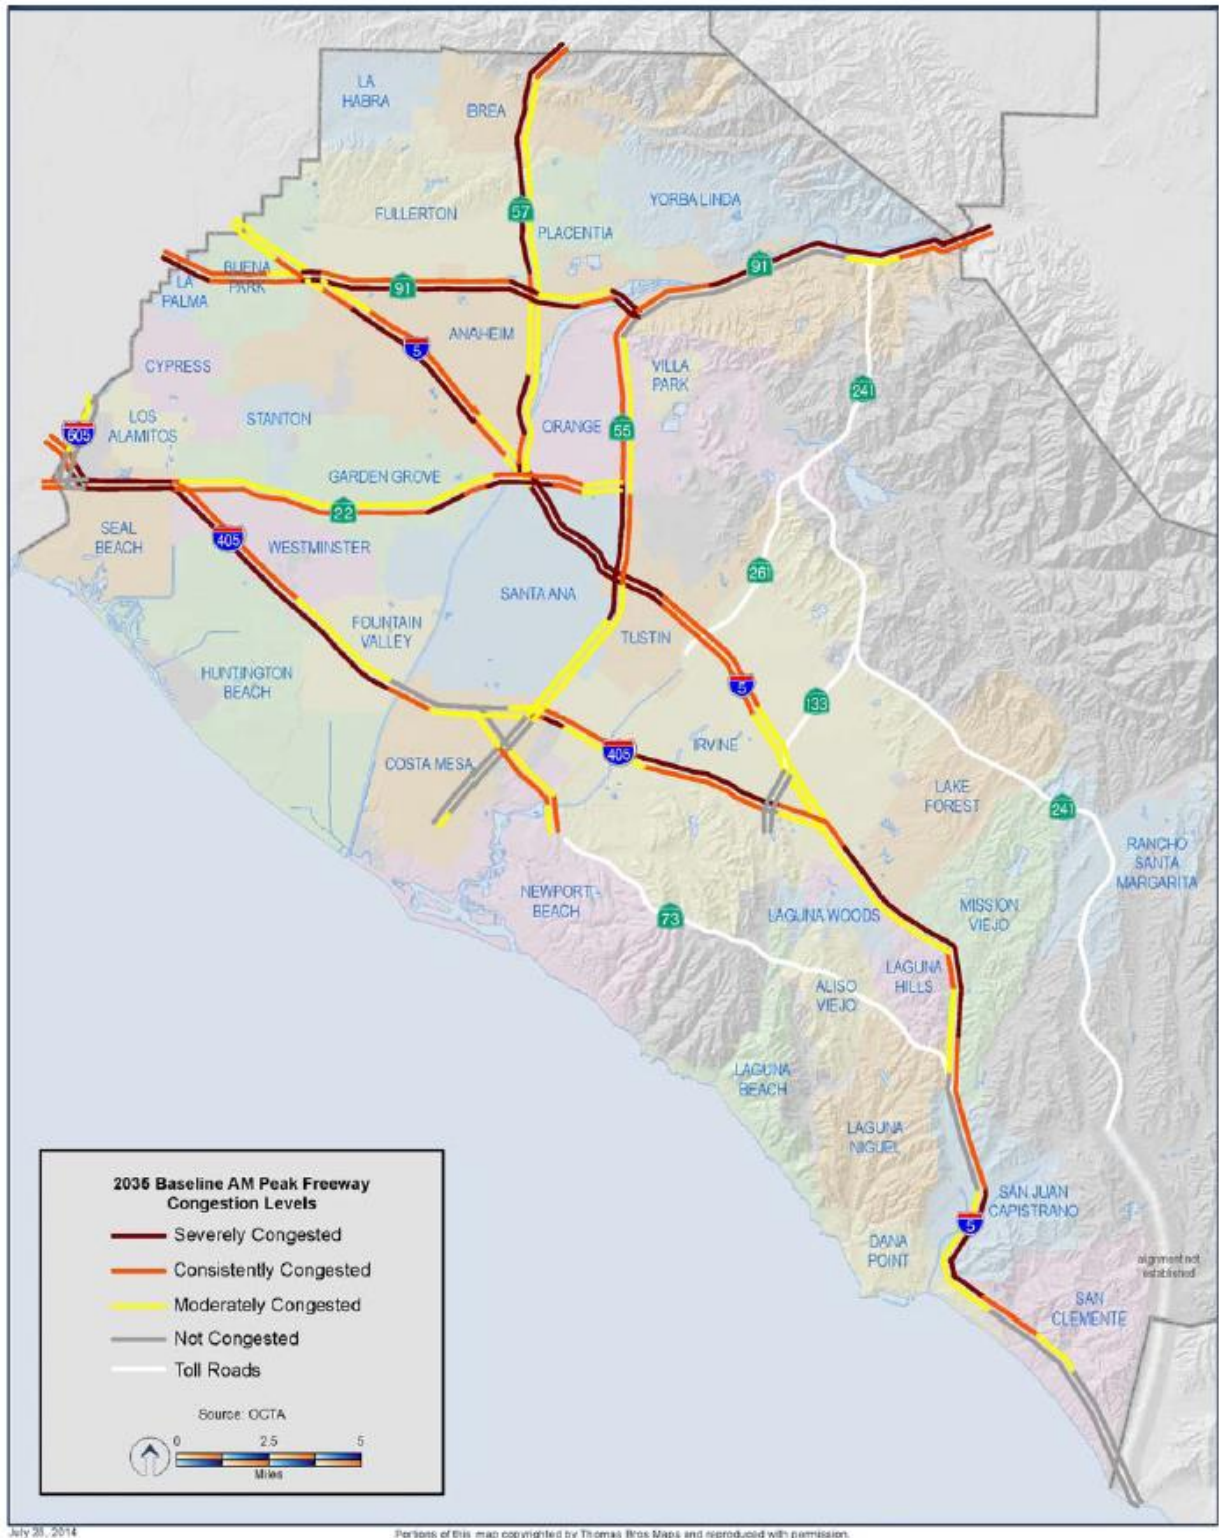 LA
HABRA
BREA
YORBA LINDA
FULLERTON
57
PLACENTIA
91
BUENA
PARK
LA
PALMA
91
ANAHEIM
5
CYPRESS
VILLA
PARK
241
LOS
ALAMITOS
STANTON
ORANGE
55
605
GARDEN GROVE
22
SEAL
BEACH
405
WESTMINSTER
261
SANTA ANA
FOUNTAIN
VALLEY
TUSTIN
HUNTINGTON
BEACH
5
133
405
IRVINE
COSTA MESA
LAKE
FOREST
241
RANCHO
SANTA
MARGARITA
NEWPORT
BEACH
73
LAGUNA WOODS
MISSION
VIEJO
LAGUNA
HILLS
ALISO
VIEJO
LAGUNA
BEACH
LAGUNA
NIGUEL
SAN JUAN
CAPISTRANO
5
DANA
POINT
alignment not
established
SAN
CLEMENTE
2035 Baseline AM Peak Freeway
Congestion Levels
Severely Congested
Consistently Congested
Moderately Congested
Not Congested
Toll Roads
Source: OCTA
0 2.5 5
Miles
July 28, 2014
Portions of this map copyrighted by Thomas Bros Maps and reproduced with permission.